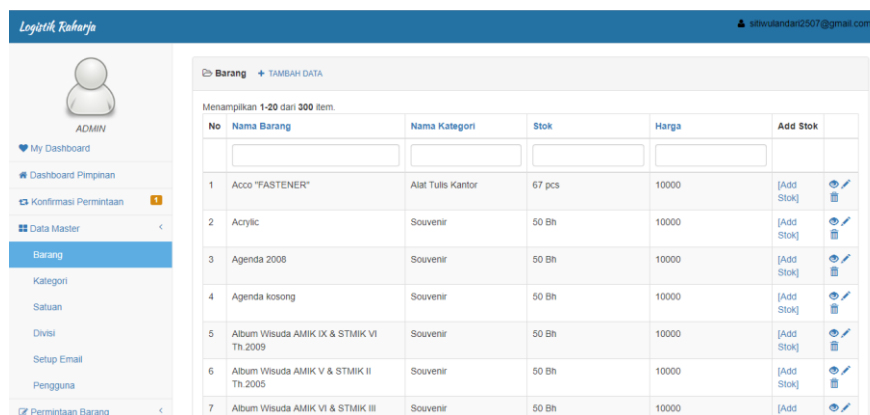 Logistik Raharja
sitiwulandari2507@gmail.com
ADMIN
My Dashboard
Dashboard Pimpinan
Konfirmasi Permintaan 1
Data Master
Barang
Kategori
Satuan
Divisi
Setup Email
Pengguna
Permintaan Barang
Barang + TAMBAH DATA
Menampilkan 1-20 dari 300 item.
No Nama Barang Nama Kategori Stok Harga Add Stok
1 Acco "FASTENER" Alat Tulis Kantor 67 pcs 10000 [Add
Stok]
2 Acrylic Souvenir 50 Bh 10000 [Add
Stok]
3 Agenda 2008 Souvenir 50 Bh 10000 [Add
Stok]
4 Agenda kosong Souvenir 50 Bh 10000 [Add
Stok]
5 Album Wisuda AMIK IX & STMIK VI Souvenir 50 Bh 10000 [Add
Th.2009 Stok]
6 Album Wisuda AMIK V & STMIK II Souvenir 50 Bh 10000 [Add
Th.2005 Stok]
7 Album Wisuda AMIK VI & STMIK III Souvenir 50 Bh 10000 [Add